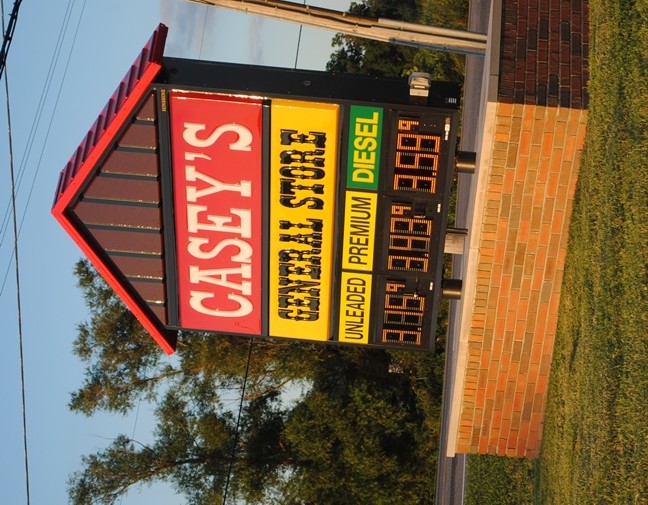 CASEY'S
GENERAL STORE
UNLEADED PREMIUM DIESEL